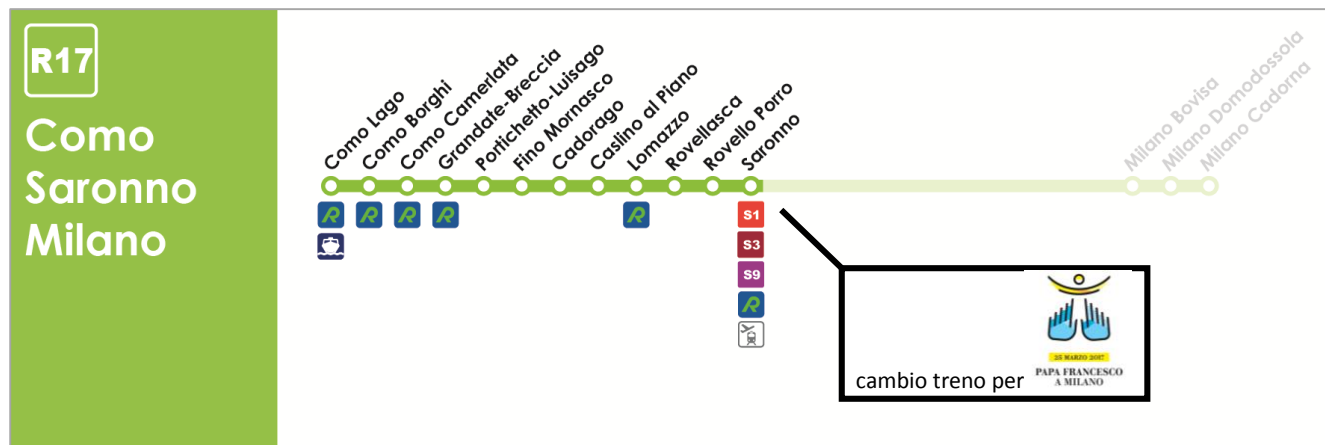 R17
Como
Saronno
Milano
Como Lago
Como Borghi
Como Camerlata
Grandate-Breccia
Portichetto-Luisago
Fino Mornasco
Cadorago
Caslino al Piano
Lomazzo
Rovellasca
Rovello Porro
Saronno
Milano Bovisa
Milano Domodossola
Milano Cadorna
R
R
R
R
R
S1
S3
S9
R
cambio treno per
25 MARZO 2017
PAPA FRANCESCO
A MILANO